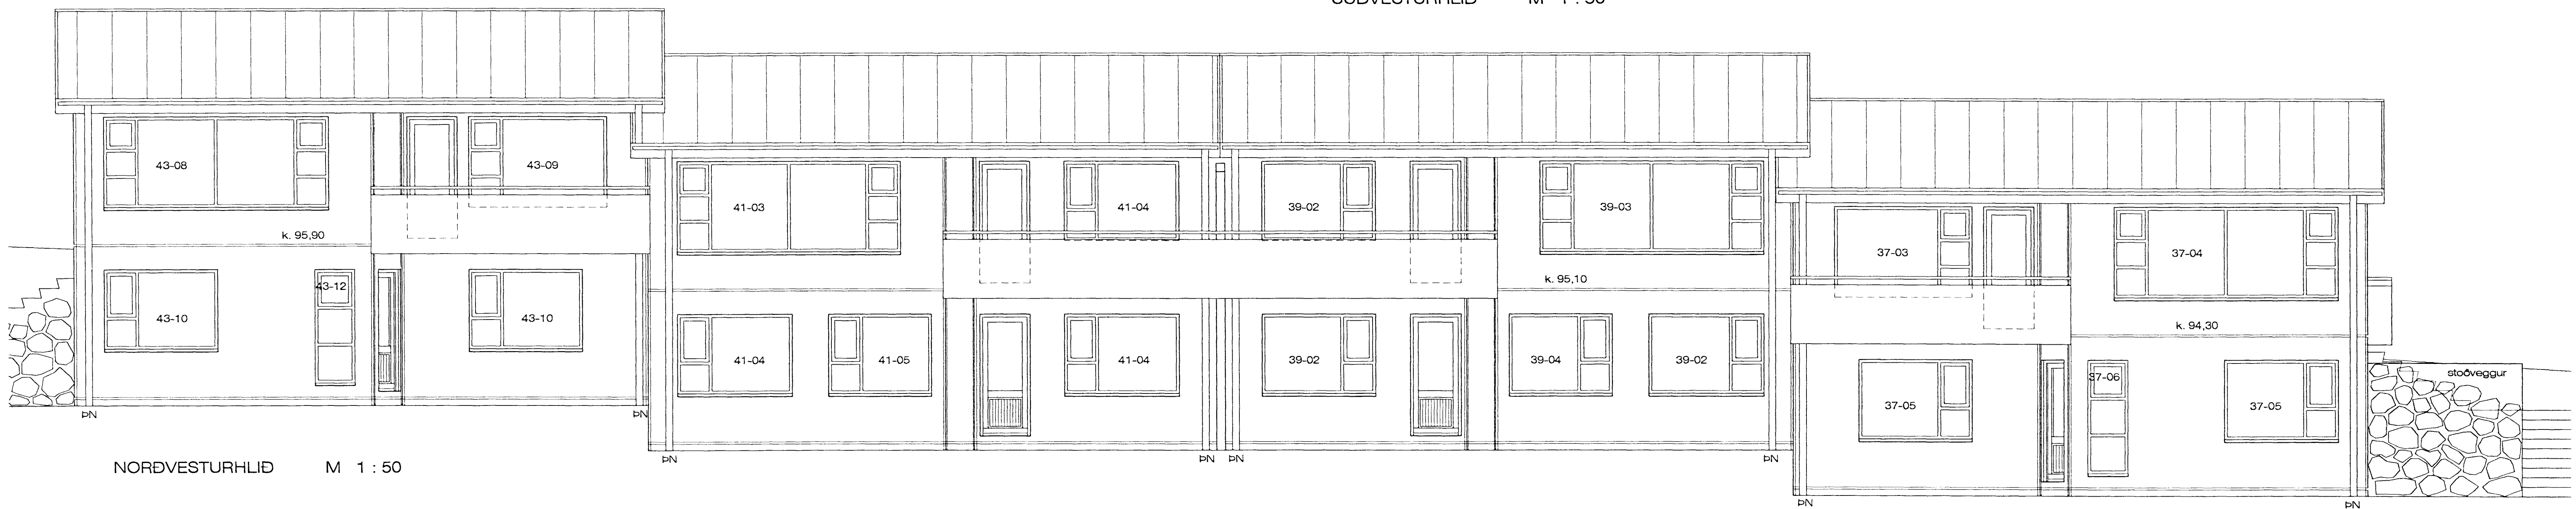 SUÐVESTURHLIÐ M 1 : 50
43-08
43-09
k. 95,90
43-12
43-10
43-10
41-03
41-04
39-02
39-03
k. 95,10
41-04
41-05
41-04
39-02
39-04
39-02
37-03
37-04
k. 94,30
37-05
37-06
37-05
stoðveggur
ÞN
ÞN
ÞN
ÞN
ÞN
ÞN
ÞN
ÞN
NORÐVESTURHLIÐ M 1 : 50